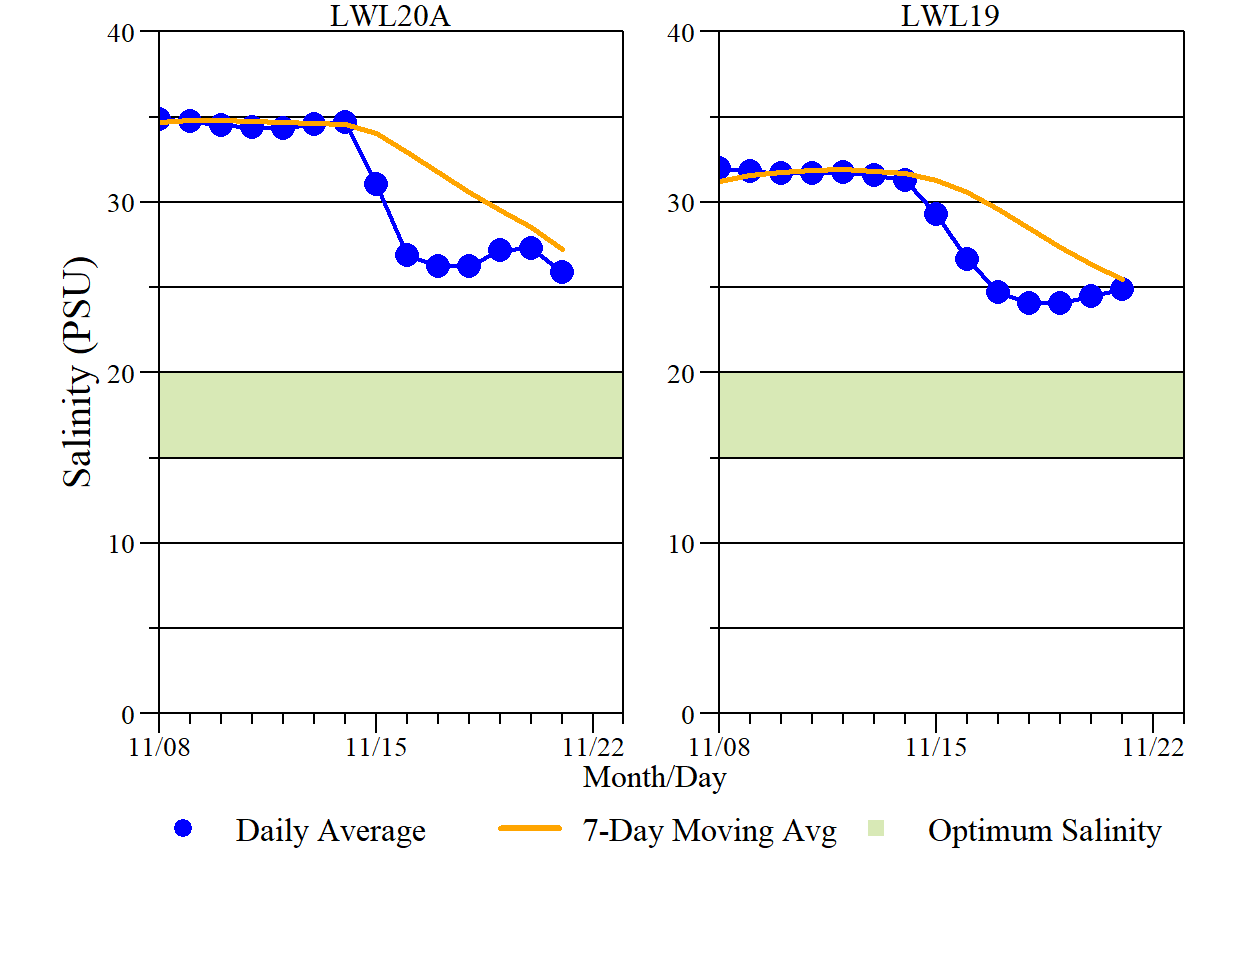 LWL20A
LWL19
40
30
20
10
0
40
30
20
10
0
Salinity (PSU)
11/08
11/15
11/22
11/08
11/15
11/22
Month/Day
Daily Average
7-Day Moving Avg
Optimum Salinity